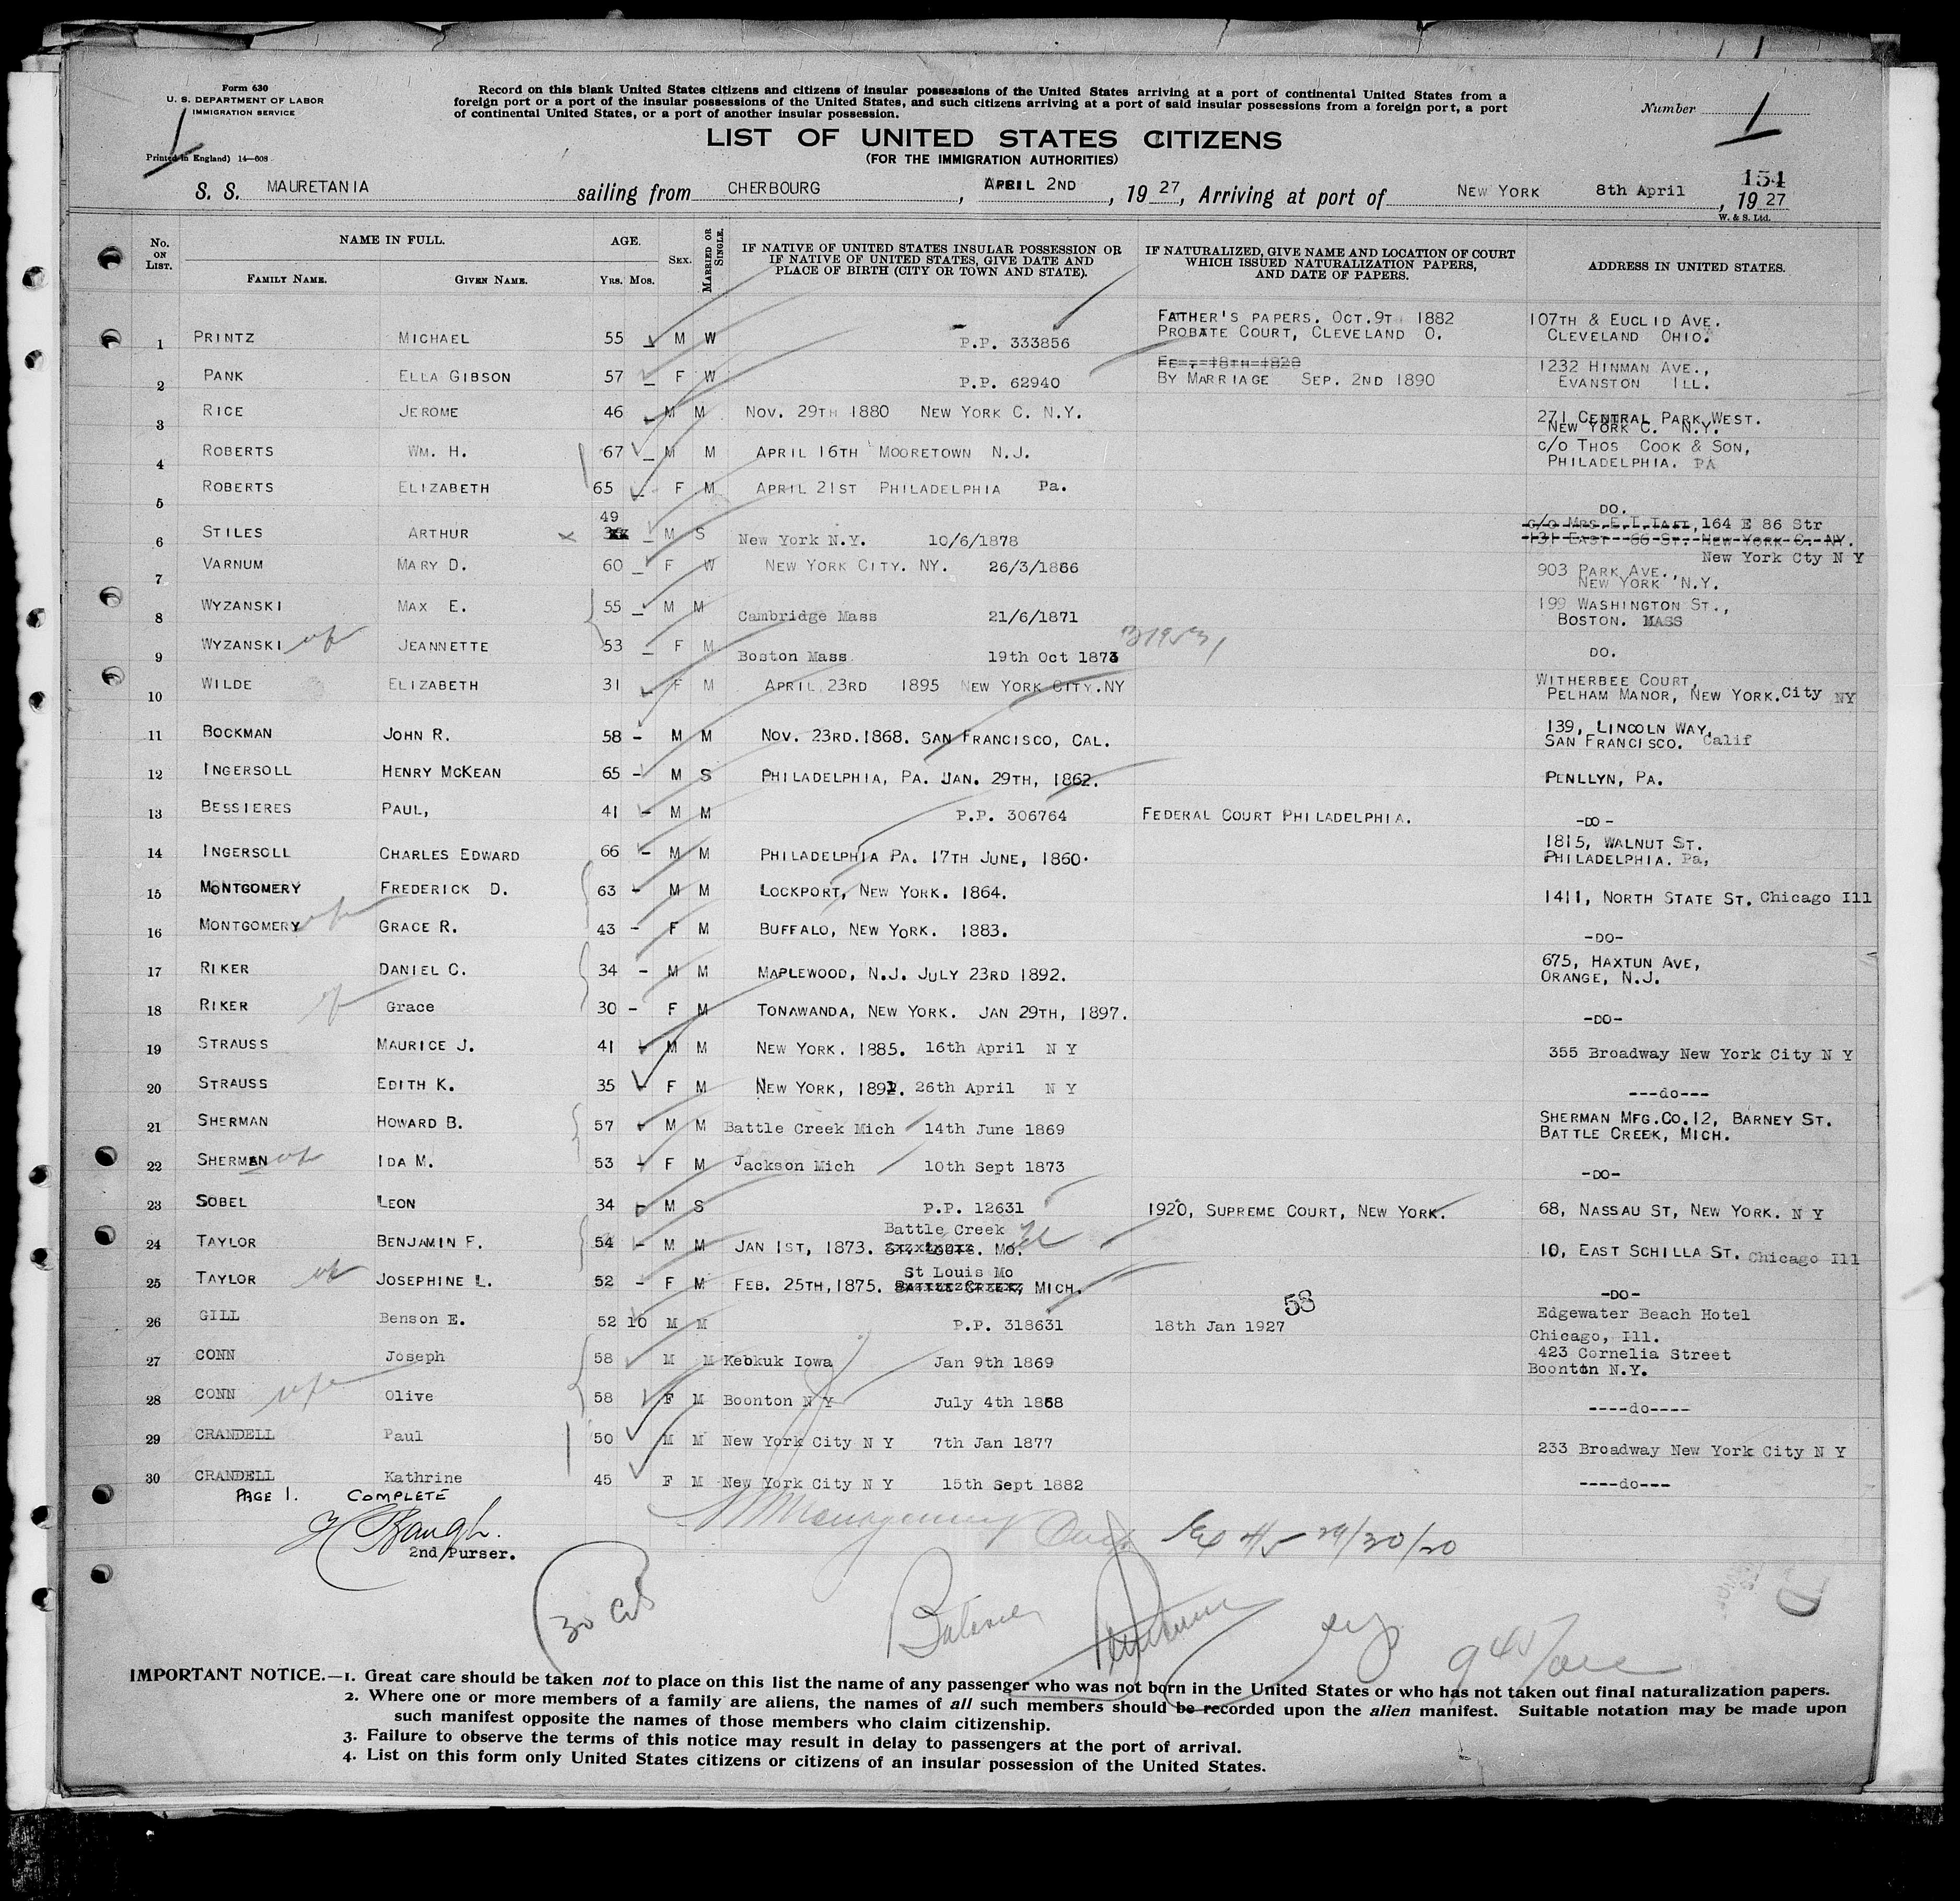 Form 630
U. S. DEPARTMENT OF LABOR
IMMIGRATION SERVICE
Printed in England) 14—608
Record on this blank United States citizens and citizens of insular possessions of the United States arriving at a port of continental United States from a
foreign port or a port of the insular possessions of the United States, and such citizens arriving at a port of said insular possessions from a foreign port, a port
of continental United States, or a port of another insular possession.
Number 1
LIST OF UNITED STATES CITIZENS
(FOR THE IMMIGRATION AUTHORITIES)
154
S. S. MAURETANIA sailing from CHERBOURG, APRIL 2ND, 19 27, Arriving at port of NEW YORK 8th April, 19 27
W. & S. Ltd.
No. ON LIST. NAME IN FULL. FAMILY NAME. GIVEN NAME. AGE. YRS. MOS. SEX. MARRIED OR SINGLE. IF NATIVE OF UNITED STATES INSULAR POSSESSION OR IF NATIVE OF UNITED STATES, GIVE DATE AND PLACE OF BIRTH (CITY OR TOWN AND STATE). IF NATURALIZED, GIVE NAME AND LOCATION OF COURT WHICH ISSUED NATURALIZATION PAPERS, AND DATE OF PAPERS. ADDRESS IN UNITED STATES.
1 PRINTZ MICHAEL 55 M W P.P. 333856 FATHER'S PAPERS. OCT.9T 1882 PROBATE COURT, CLEVELAND O. 107TH & EUCLID AVE. CLEVELAND OHIO.
2 PANK ELLA GIBSON 57 F W P.P. 62940 BY MARRIAGE SEP. 2ND 1890 1232 HINMAN AVE., EVANSTON ILL.
3 RICE JEROME 46 M M NOV. 29TH 1880 NEW YORK C. N.Y. 271 CENTRAL PARK WEST. NEW YORK C. N.Y.
4 ROBERTS WM. H. 67 M M APRIL 16TH MOORETOWN N.J. C/O THOS COOK & SON, PHILADELPHIA. PA
5 ROBERTS ELIZABETH 65 F M APRIL 21ST PHILADELPHIA Pa. DO.
6 STILES ARTHUR 49 M S New York N.Y. 10/6/1878 C/O MRS.E.I.TAFT, 164 E 86 Str 131 EAST 66 ST. NEW YORK C. NY. New York Cty N Y
7 VARNUM MARY D. 60 F W NEW YORK CITY. NY. 26/3/1866 903 PARK AVE., NEW YORK N.Y.
8 WYZANSKI MAX E. 55 M M Cambridge Mass 21/6/1871 199 WASHINGTON ST., BOSTON. MASS
9 WYZANSKI JEANNETTE 53 F M Boston Mass 19th Oct 1873 DO.
10 WILDE ELIZABETH 31 F M APRIL 23RD 1895 NEW YORK CITY.NY WITHERBEE COURT, PELHAM MANOR, NEW YORK.City NY
11 BOCKMAN JOHN R. 58 - M M NOV. 23RD.1868. SAN FRANCISCO, CAL. 139, LINCOLN WAY, SAN FRANCISCO. Calif
12 INGERSOLL HENRY MCKEAN 65 - M S PHILADELPHIA, PA. JAN. 29TH, 1862. PENLLYN, PA.
13 BESSIERES PAUL, 41 - M M P.P. 306764 FEDERAL COURT PHILADELPHIA. -DO-
14 INGERSOLL CHARLES EDWARD 66 - M M PHILADELPHIA PA. 17TH JUNE, 1860. 1815, WALNUT ST. PHILADELPHIA. Pa,
15 MONTGOMERY FREDERICK D. 63 - M M LOCKPORT, NEW YORK. 1864. 1411, NORTH STATE ST. Chicago Ill
16 MONTGOMERY GRACE R. 43 - F M BUFFALO, NEW YORK. 1883. -DO-
17 RIKER DANIEL C. 34 - M M MAPLEWOOD, N.J. JULY 23RD 1892. 675, HAXTUN AVE, ORANGE, N.J.
18 RIKER Grace 30 - F M TONAWANDA, NEW YORK. JAN 29TH, 1897. -DO-
19 STRAUSS MAURICE J. 41 - M M NEW YORK. 1885. 16th April N Y 355 Broadway New York City N Y
20 STRAUSS EDITH K. 35 - F M NEW YORK, 1892. 26th April N Y ---do---
21 SHERMAN HOWARD B. 57 - M M Battle Creek Mich 14th June 1869 SHERMAN MFG.CO.12, BARNEY ST. BATTLE CREEK, MICH.
22 SHERMAN IDA M. 53 - F M Jackson Mich 10th Sept 1873 -DO-
23 SOBEL LEON 34 - M S P.P. 12631 1920, SUPREME COURT, NEW YORK. 68, NASSAU ST, NEW YORK. N Y
24 TAYLOR BENJAMIN F. 54 - M M JAN 1ST, 1873. Battle Creek ST. LOUIS. MO. 10, EAST SCHILLA ST. Chicago Ill
25 TAYLOR JOSEPHINE L. 52 - F M FEB. 25TH,1875. St Louis Mo BATTLE CREEK, MICH. -DO-
26 GILL Benson E. 52 10 M M P.P. 318631 18th Jan 1927 58 Edgewater Beach Hotel Chicago, Ill.
27 CONN Joseph 58 M M Keokuk Iowa Jan 9th 1869 423 Cornelia Street Boonton N.Y.
28 CONN Olive 58 F M Boonton N Y July 4th 1868 ----do----
29 CRANDELL Paul 50 M M New York City N Y 7th Jan 1877 233 Broadway New York City N Y
30 CRANDELL Kathrine 45 F M New York City N Y 15th Sept 1882 ----do---
PAGE 1. COMPLETE
2nd Purser.
IMPORTANT NOTICE.—1. Great care should be taken not to place on this list the name of any passenger who was not born in the United States or who has not taken out final naturalization papers.
2. Where one or more members of a family are aliens, the names of all such members should be recorded upon the alien manifest. Suitable notation may be made upon
such manifest opposite the names of those members who claim citizenship.
3. Failure to observe the terms of this notice may result in delay to passengers at the port of arrival.
4. List on this form only United States citizens or citizens of an insular possession of the United States.